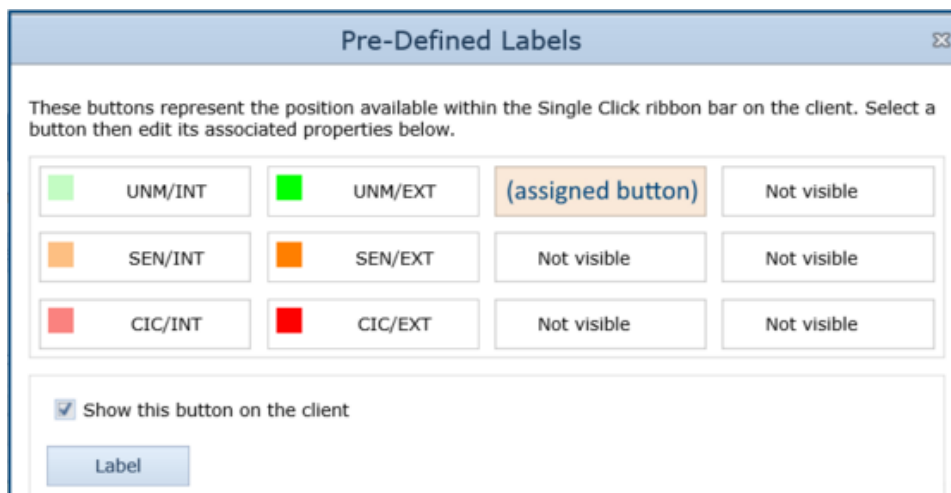 Pre-Defined Labels
These buttons represent the position available within the Single Click ribbon bar on the client. Select a
button then edit its associated properties below.
UNM/INT UNM/EXT (assigned button) Not visible
SEN/INT SEN/EXT Not visible Not visible
CIC/INT CIC/EXT Not visible Not visible
Show this button on the client
Label